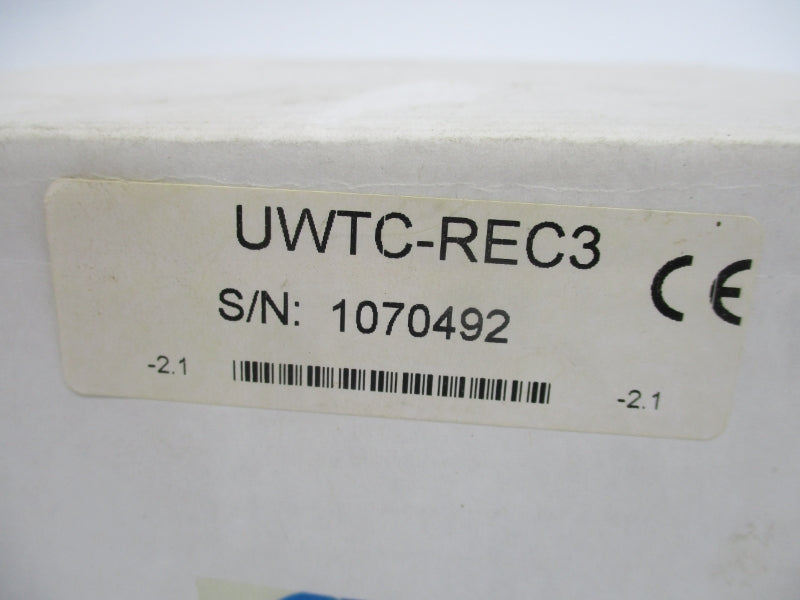 UWTC-REC3
S/N: 1070492
CE
-2.1 -2.1